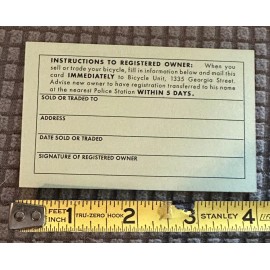 INSTRUCTIONS TO REGISTERED OWNER: When you
sell or trade your bicycle, fill in information below and mail this
card IMMEDIATELY to Bicycle Unit, 1335 Georgia Street.
Advise new owner to have registration transferred to his name
at the nearest Police Station WITHIN 5 DAYS.
SOLD OR TRADED TO
ADDRESS
DATE SOLD OR TRADED
SIGNATURE OF REGISTERED OWNER
FEET 1 TRU-ZERO HOOK 2 3 STANLEY 4
INCH